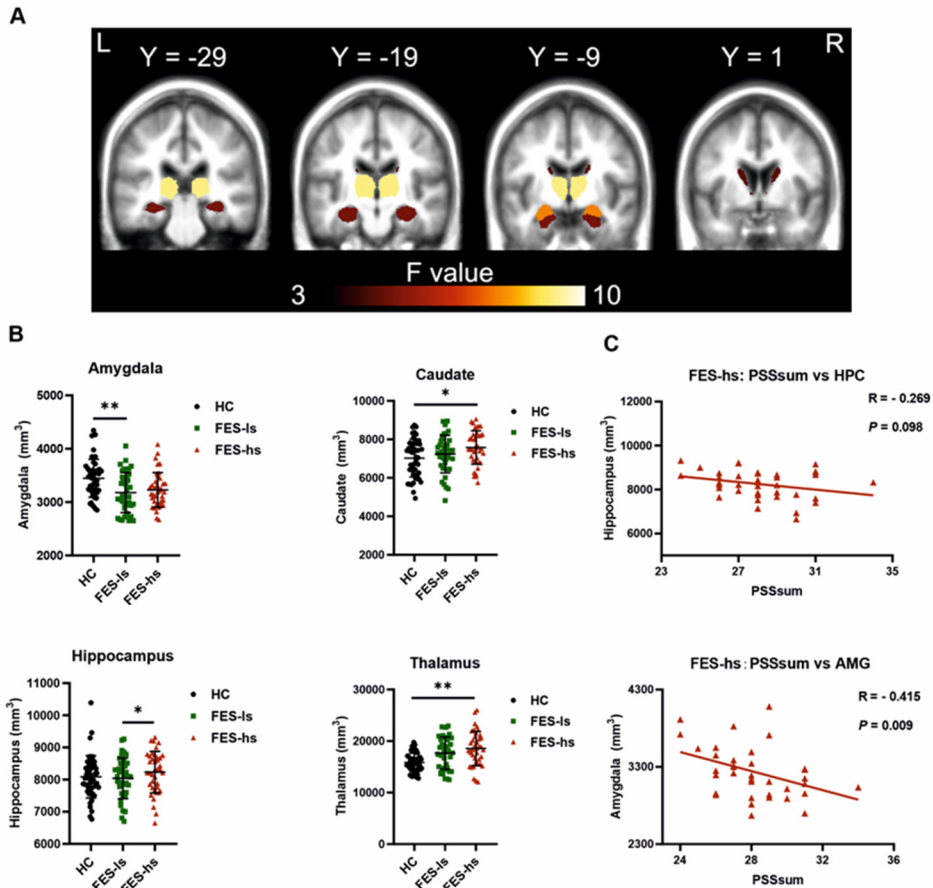 A
L
R
Y = -29
Y = -19
Y = -9
Y = 1
F value
3
10
B
Amygdala
5000
4000
3000
2000
Amygdala (mm³)
**
HC
FES-ls
FES-hs
HC
FES-ls
FES-hs
Caudate
10000
8000
6000
4000
2000
Caudate (mm³)
*
HC
FES-ls
FES-hs
HC
FES-ls
FES-hs
Hippocampus
11000
10000
9000
8000
7000
6000
Hippocampus (mm³)
*
HC
FES-ls
FES-hs
HC
FES-ls
FES-hs
Thalamus
30000
20000
10000
0
Thalamus (mm³)
**
HC
FES-ls
FES-hs
HC
FES-ls
FES-hs
C
FES-hs: PSSsum vs HPC
R = - 0.269
P = 0.098
12000
10000
8000
6000
Hippocampus (mm³)
23
27
31
35
PSSsum
FES-hs: PSSsum vs AMG
R = - 0.415
P = 0.009
4300
3300
2300
Amygdala (mm³)
24
28
32
36
PSSsum